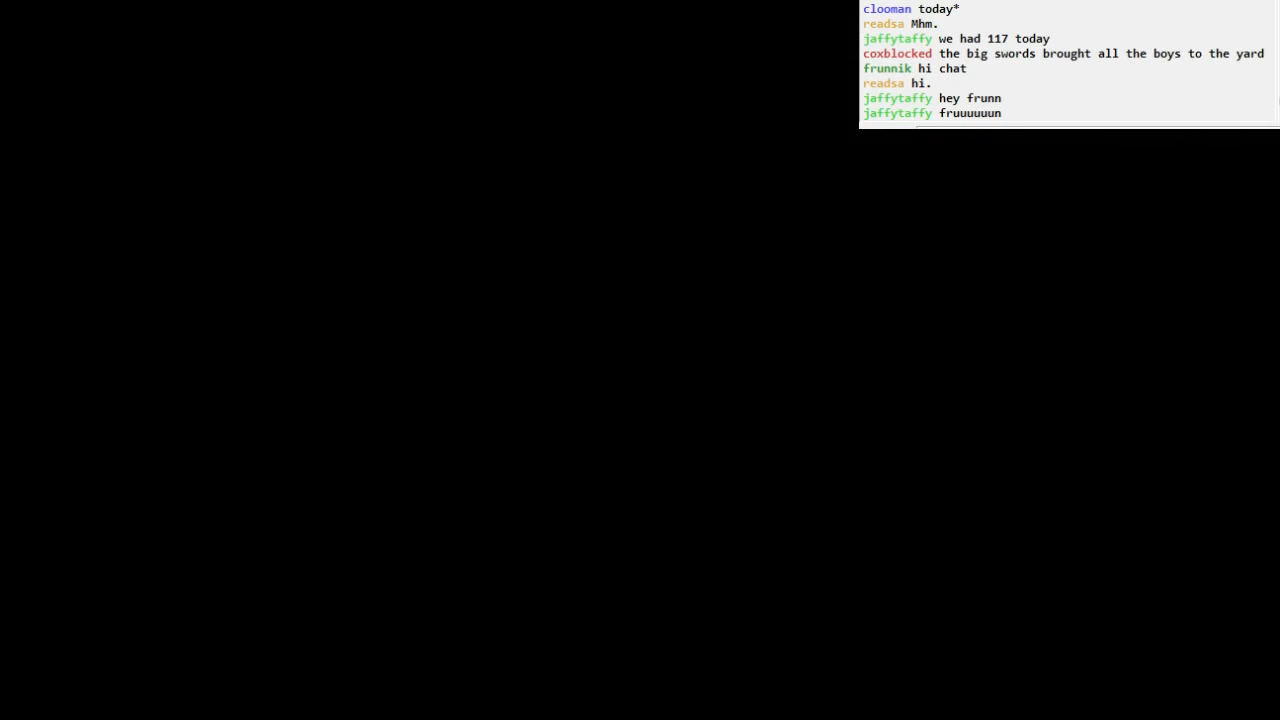 clooman today*
readsa Mhm.
jaffytaffy we had 117 today
coxblocked the big swords brought all the boys to the yard
frunnik hi chat
readsa hi.
jaffytaffy hey frunn
jaffytaffy fruuuuuun